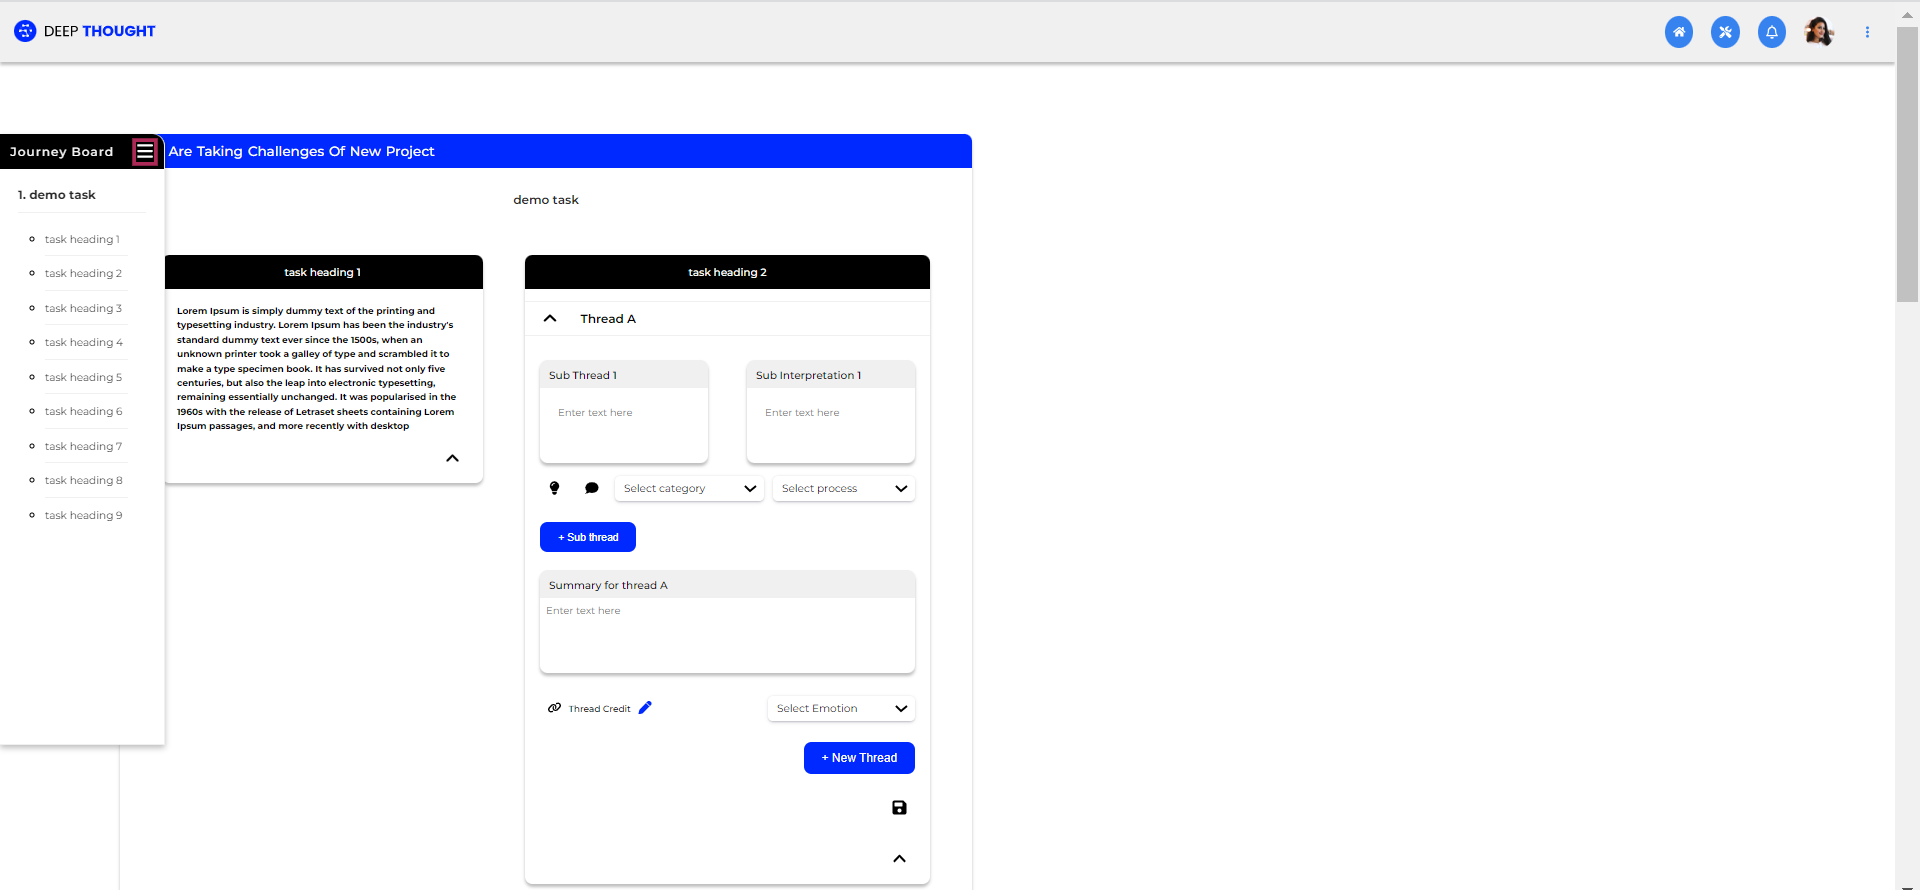 DEEP THOUGHT
Journey Board
Are Taking Challenges Of New Project
1. demo task
task heading 1
task heading 2
task heading 3
task heading 4
task heading 5
task heading 6
task heading 7
task heading 8
task heading 9
demo task
task heading 1
Lorem Ipsum is simply dummy text of the printing and
typesetting industry. Lorem Ipsum has been the industry's
standard dummy text ever since the 1500s, when an
unknown printer took a galley of type and scrambled it to
make a type specimen book. It has survived not only five
centuries, but also the leap into electronic typesetting,
remaining essentially unchanged. It was popularised in the
1960s with the release of Letraset sheets containing Lorem
Ipsum passages, and more recently with desktop
task heading 2
Thread A
Sub Thread 1
Enter text here
Sub Interpretation 1
Enter text here
Select category
Select process
+ Sub thread
Summary for thread A
Enter text here
Thread Credit
Select Emotion
+ New Thread